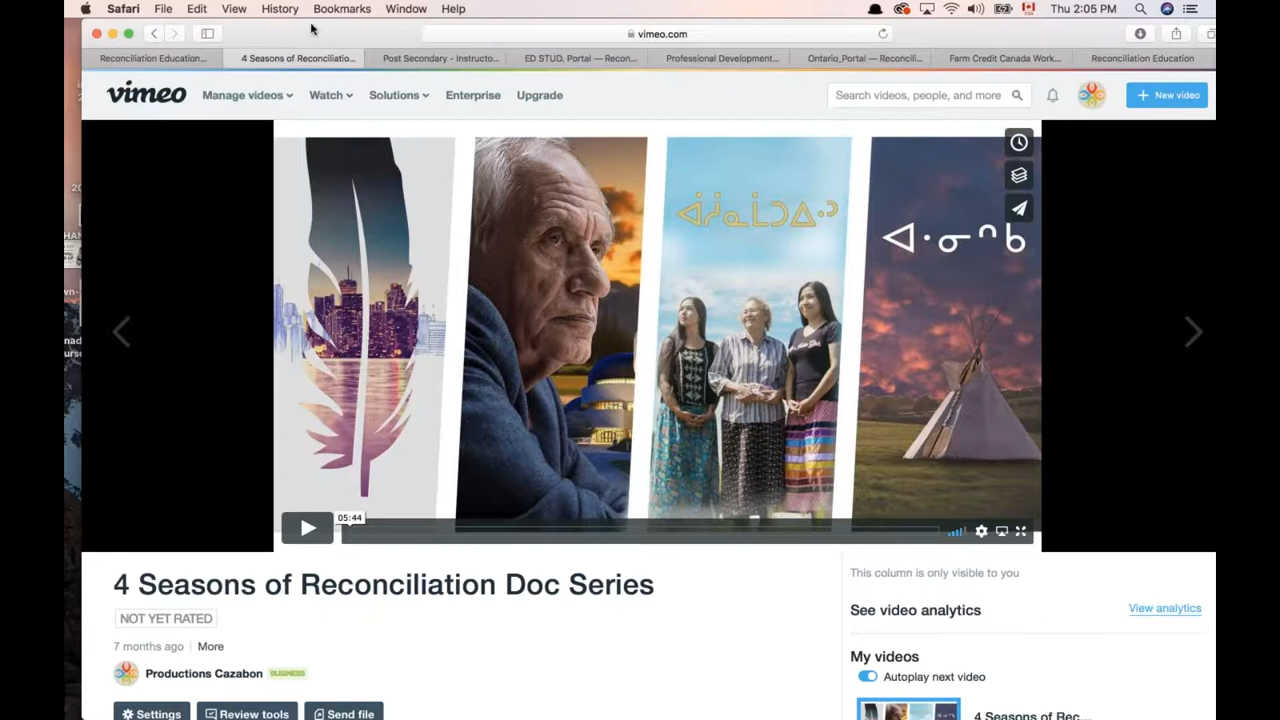 Safari File Edit View History Bookmarks Window Help
Thu 2:05 PM
vimeo.com
Reconciliation Education...
4 Seasons of Reconciliatio...
Post Secondary - Instructo...
ED STUD. Portal — Recon...
Professional Development...
Ontario_Portal — Reconcili...
Farm Credit Canada Work...
Reconciliation Education
vimeo
Manage videos
Watch
Solutions
Enterprise
Upgrade
Search videos, people, and more
New video
ᐊᓲᓇᒫᑐᐏᐣ
�Ꮣ
05:44
4 Seasons of Reconciliation Doc Series
NOT YET RATED
7 months ago
More
Productions Cazabon
BUSINESS
Settings
Review tools
Send file
This column is only visible to you
See video analytics
View analytics
My videos
Autoplay next video
4 Seasons of Rec...